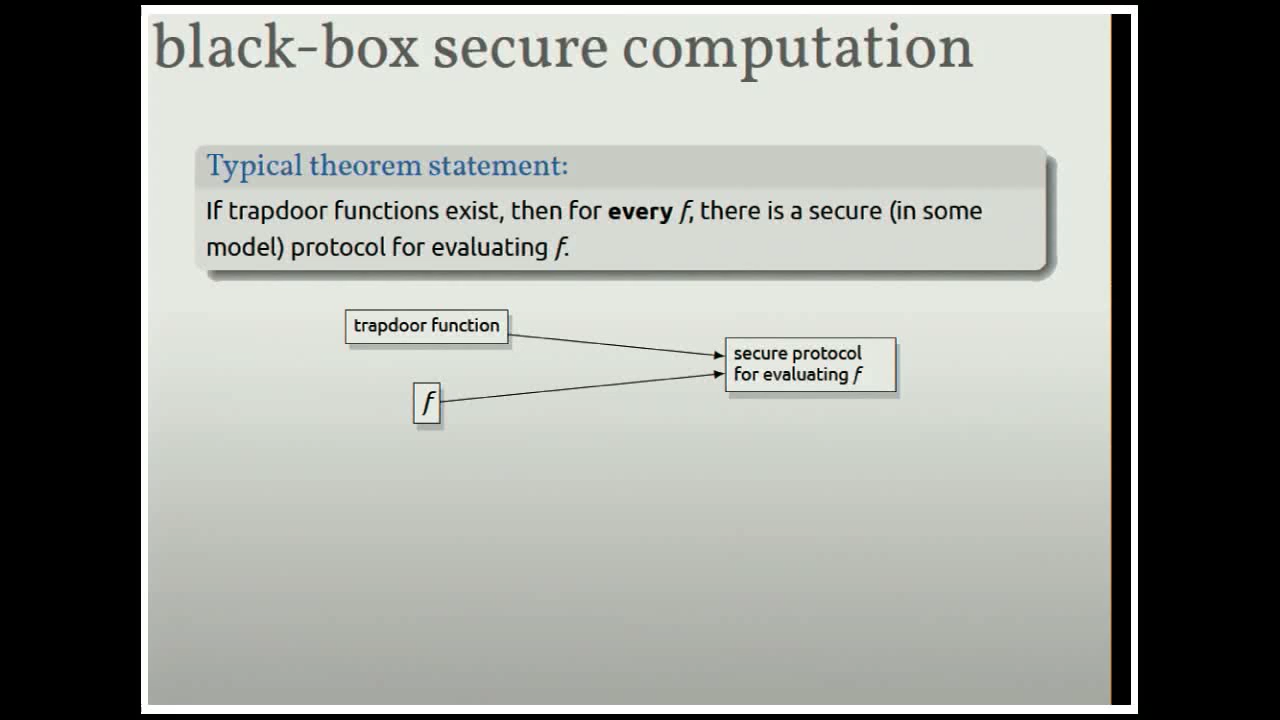 black-box secure computation
Typical theorem statement:
If trapdoor functions exist, then for every f, there is a secure (in some
model) protocol for evaluating f.
trapdoor function
secure protocol
for evaluating f
f